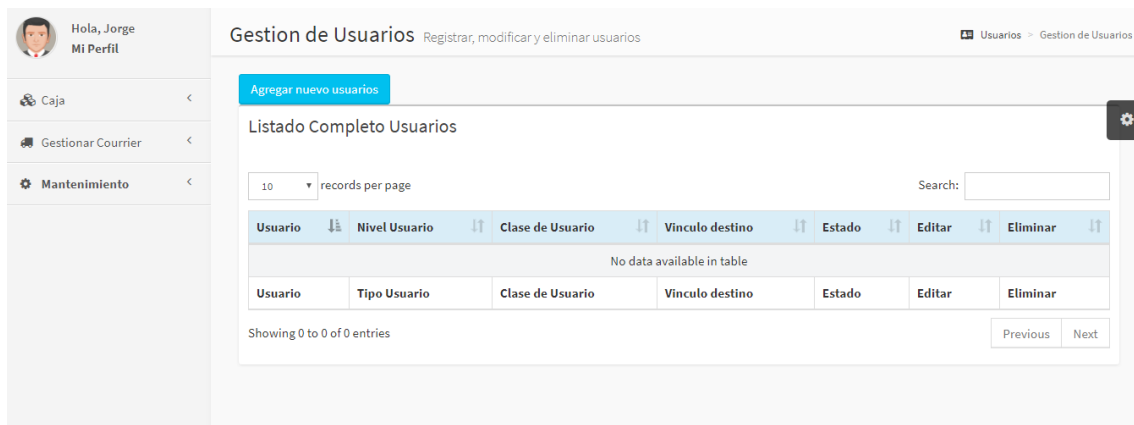 Hola, Jorge
Mi Perfil
Caja
Gestionar Courrier
Mantenimiento
Gestion de Usuarios Registrar, modificar y eliminar usuarios
Usuarios > Gestion de Usuarios
Agregar nuevo usuarios
Listado Completo Usuarios
10 records per page
Search:
Usuario Nivel Usuario Clase de Usuario Vinculo destino Estado Editar Eliminar
No data available in table
Usuario Tipo Usuario Clase de Usuario Vinculo destino Estado Editar Eliminar
Showing 0 to 0 of 0 entries
Previous Next